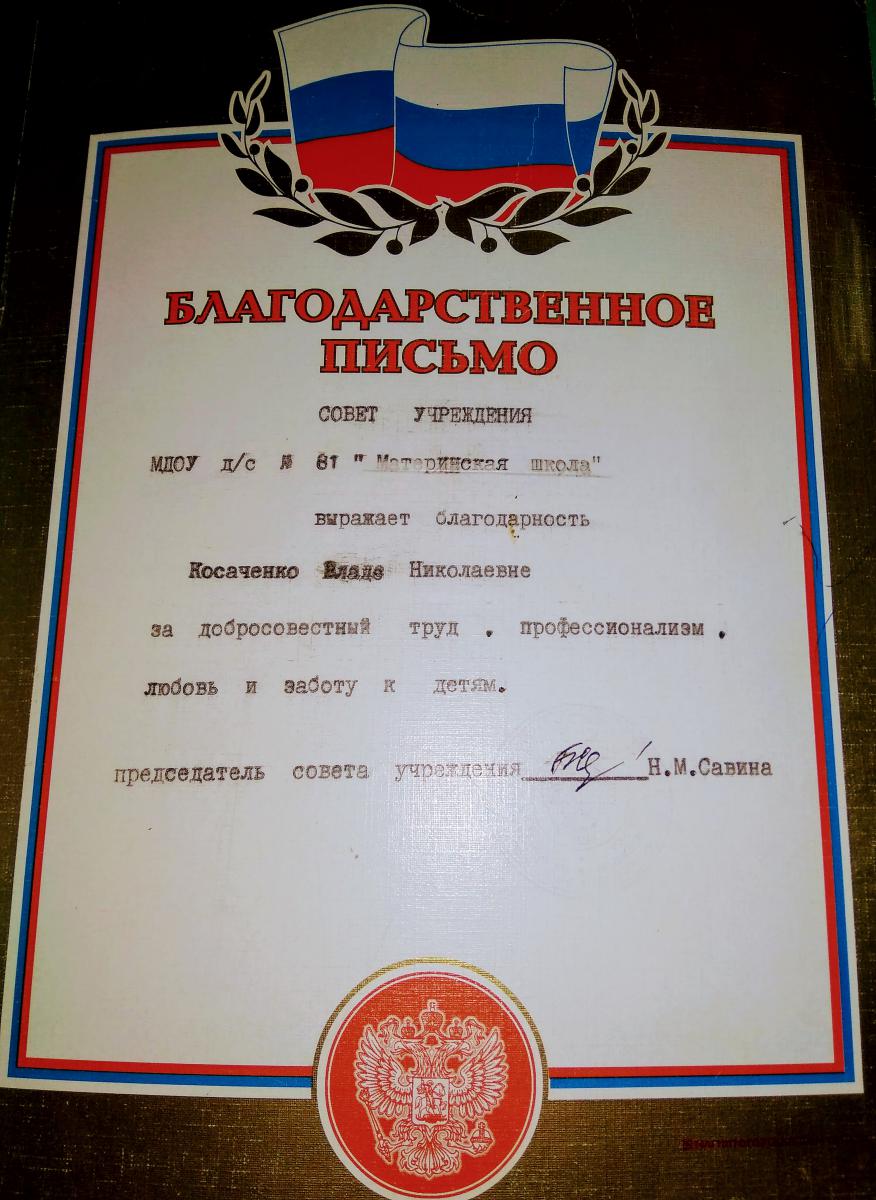 БЛАГОДАРСТВЕННОЕ
ПИСЬМО
СОВЕТ УЧРЕЖДЕНИЯ
МДОУ д/с № 81 " Материнская школа"
выражает благодарность
Косаченко Владе Николаевне
за добросовестный труд , профессионализм ,
любовь и заботу к детям.
председатель совета учреждения Н.М.Савина